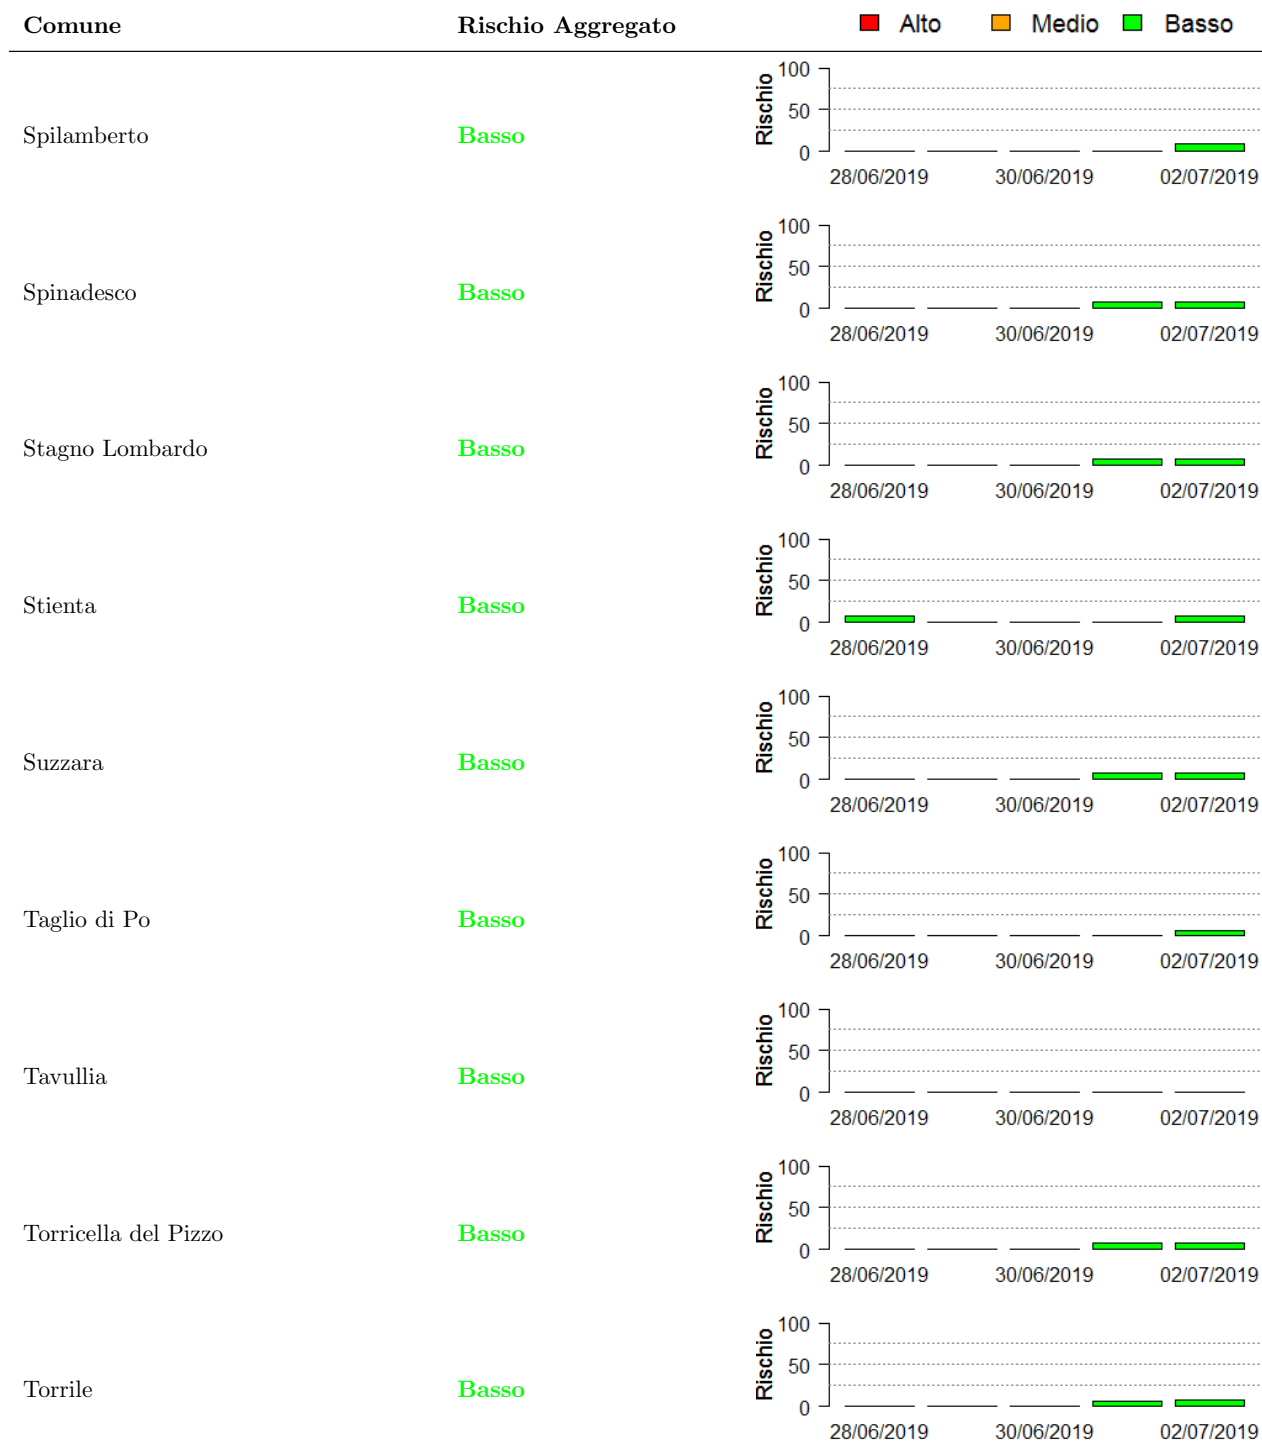 Comune Rischio Aggregato Alto Medio Basso
Spilamberto Basso
Rischio
100
50
0
28/06/2019 30/06/2019 02/07/2019
Spinadesco Basso
Rischio
100
50
0
28/06/2019 30/06/2019 02/07/2019
Stagno Lombardo Basso
Rischio
100
50
0
28/06/2019 30/06/2019 02/07/2019
Stienta Basso
Rischio
100
50
0
28/06/2019 30/06/2019 02/07/2019
Suzzara Basso
Rischio
100
50
0
28/06/2019 30/06/2019 02/07/2019
Taglio di Po Basso
Rischio
100
50
0
28/06/2019 30/06/2019 02/07/2019
Tavullia Basso
Rischio
100
50
0
28/06/2019 30/06/2019 02/07/2019
Torricella del Pizzo Basso
Rischio
100
50
0
28/06/2019 30/06/2019 02/07/2019
Torrile Basso
Rischio
100
50
0
28/06/2019 30/06/2019 02/07/2019